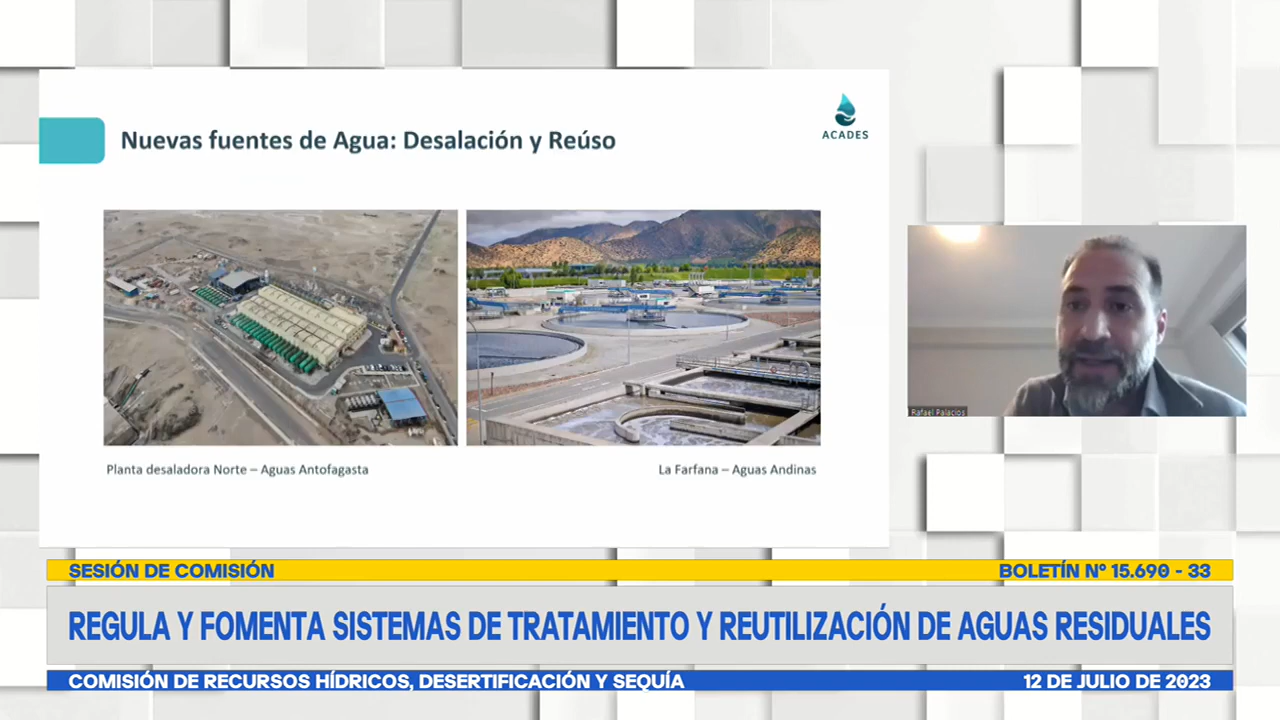 ACADES
Nuevas fuentes de Agua: Desalación y Reúso
Planta desaladora Norte – Aguas Antofagasta
La Farfana – Aguas Andinas
Rafael Palacios
SESIÓN DE COMISIÓN
BOLETÍN N° 15.690 - 33
REGULA Y FOMENTA SISTEMAS DE TRATAMIENTO Y REUTILIZACIÓN DE AGUAS RESIDUALES
COMISIÓN DE RECURSOS HÍDRICOS, DESERTIFICACIÓN Y SEQUÍA
12 DE JULIO DE 2023